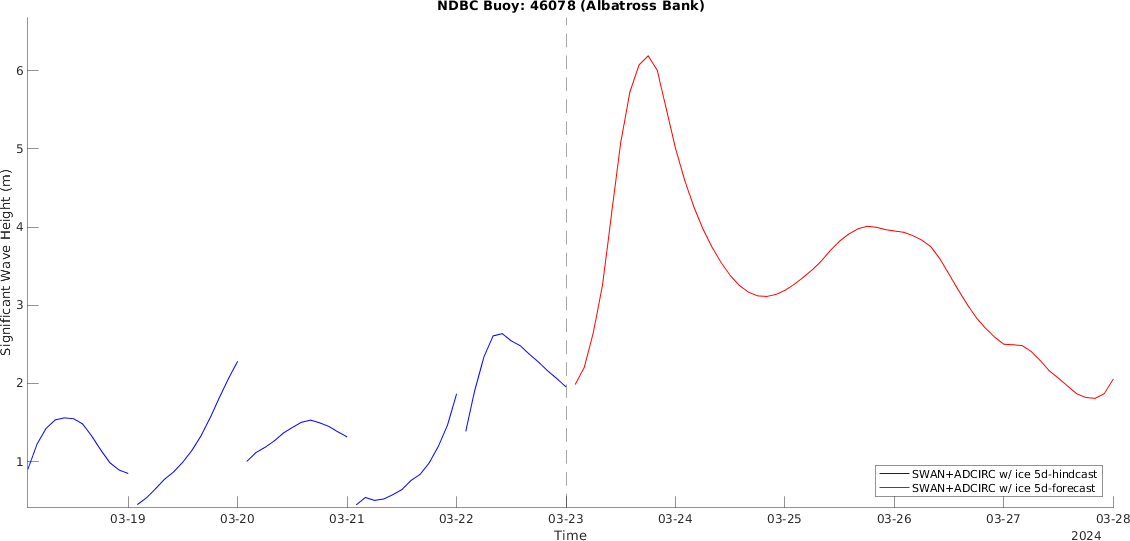 NDBC Buoy: 46078 (Albatross Bank)
Significant Wave Height (m)
6
5
4
3
2
1
SWAN+ADCIRC w/ ice 5d-hindcast
SWAN+ADCIRC w/ ice 5d-forecast
03-19 03-20 03-21 03-22 03-23 03-24 03-25 03-26 03-27 03-28
Time
2024